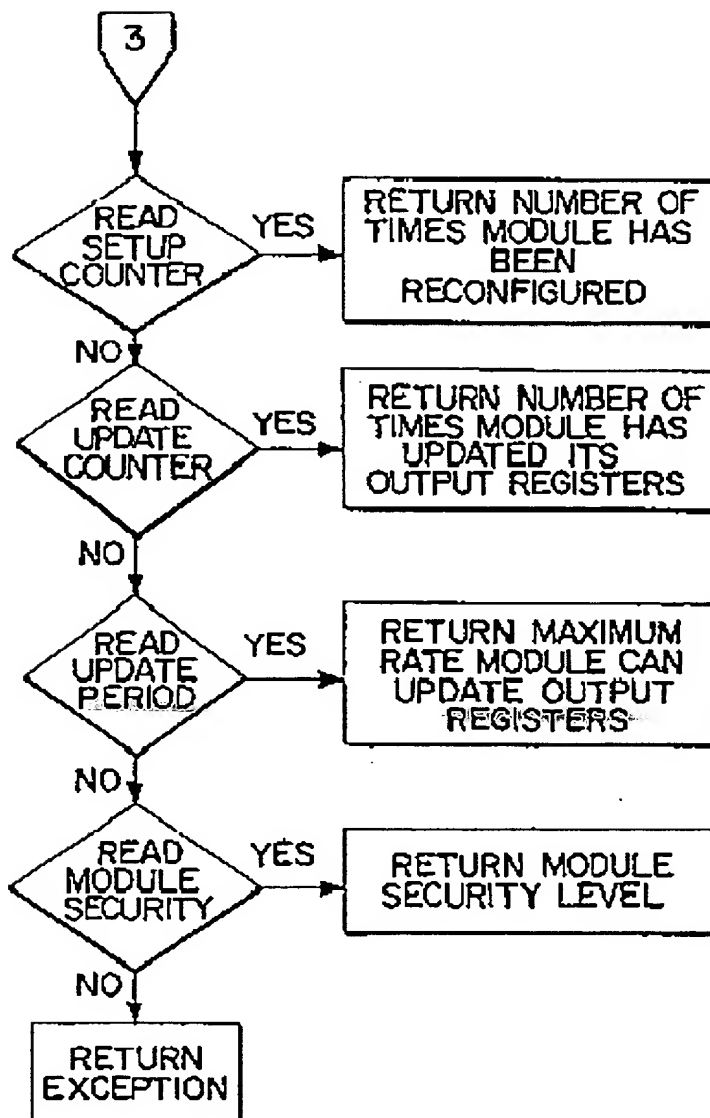 3
READ
SETUP
COUNTER
YES
RETURN NUMBER OF
TIMES MODULE HAS
BEEN
RECONFIGURED
NO
READ
UPDATE
COUNTER
YES
RETURN NUMBER OF
TIMES MODULE HAS
UPDATED ITS
OUTPUT REGISTERS
NO
READ
UPDATE
PERIOD
YES
RETURN MAXIMUM
RATE MODULE CAN
UPDATE OUTPUT
REGISTERS
NO
READ
MODULE
SECURITY
YES
RETURN MODULE
SECURITY LEVEL
NO
RETURN
EXCEPTION